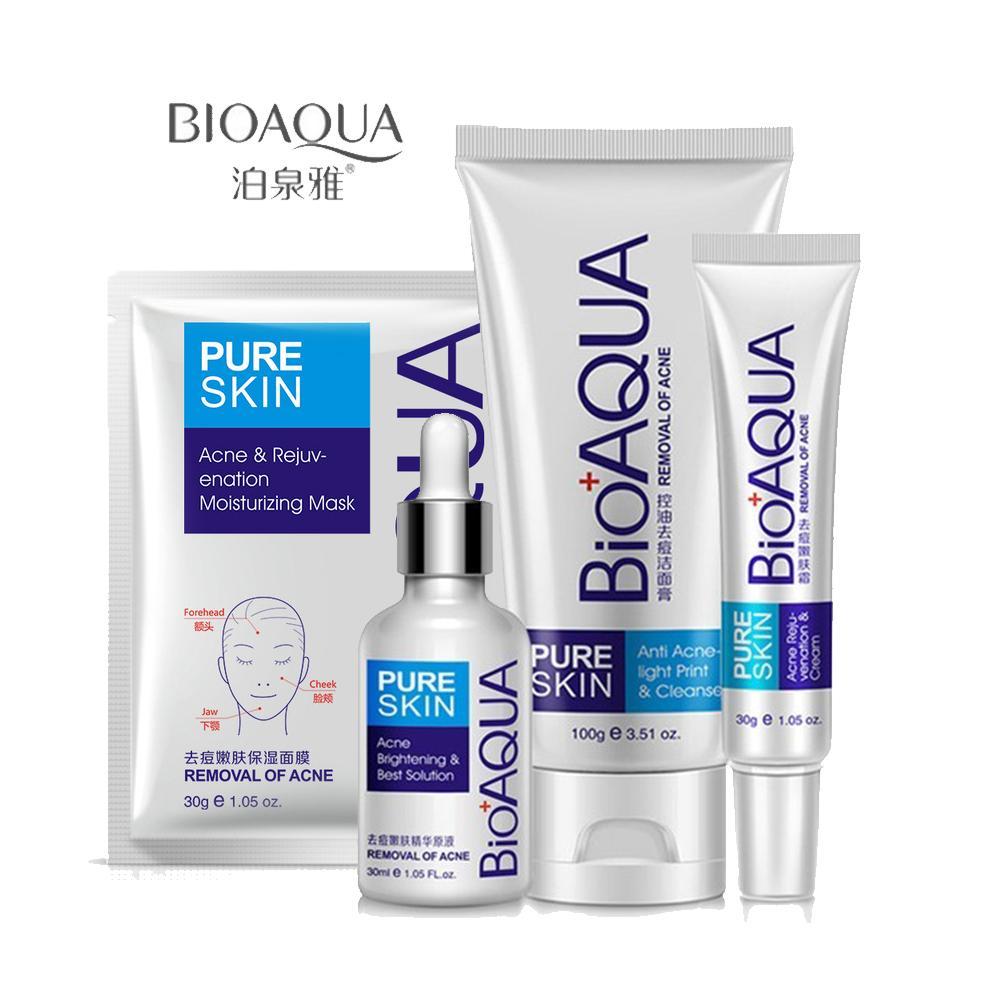 BIOAQUA
泊泉雅®
PURE
SKIN
Acne & Rejuv-
enation
Moisturizing Mask
Forehead
额头
Cheek
脸颊
Jaw
下颚
去痘嫩肤保湿面膜
REMOVAL OF ACNE
30g e 1.05 oz.
QUA
PURE
SKIN
Acne
Brightening &
Best Solution
去痘嫩肤精华原液
REMOVAL OF ACNE
30ml e 1.05 FL.oz.
BiOAQUA
BiOAQUA
REMOVAL OF ACNE
控油去痘洁面膏
PURE
SKIN
Anti Acne-
light Print
& Cleanse
100g e 3.51 oz.
BiOAQUA
REMOVAL OF ACNE
去痘嫩肤霜
PURE
SKIN
Acne Reju-
venation &
Cream
30g e 1.05 oz.